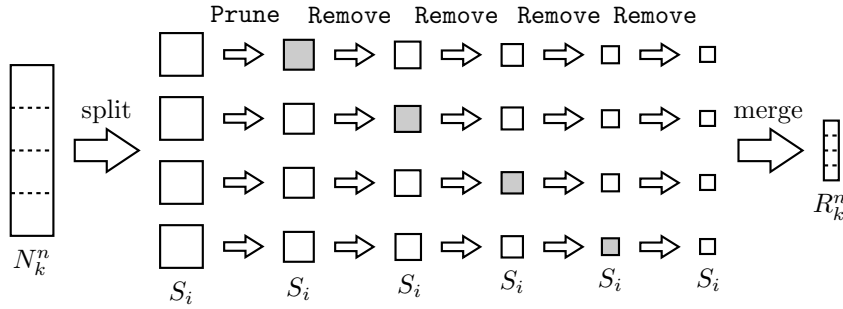 Prune Remove Remove Remove Remove
split
merge
N_k^n
R_k^n
S_i S_i S_i S_i S_i S_i